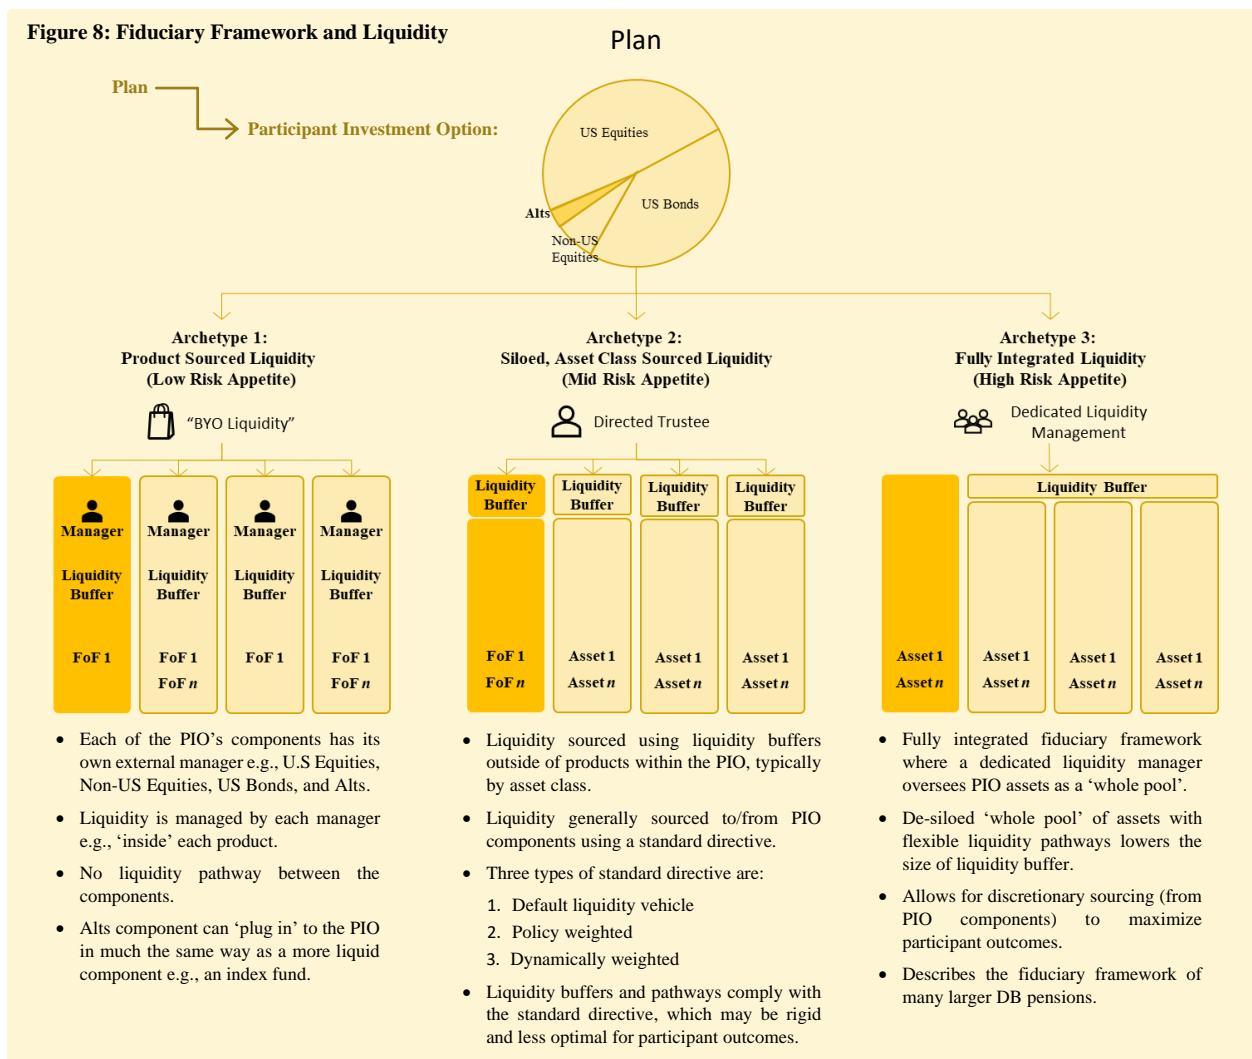 Figure 8: Fiduciary Framework and Liquidity
Plan
Plan
Participant Investment Option:
US Equities
US Bonds
Alts
Non-US
Equities
Archetype 1:
Product Sourced Liquidity
(Low Risk Appetite)
“BYO Liquidity”
Manager
Manager
Manager
Manager
Liquidity
Buffer
Liquidity
Buffer
Liquidity
Buffer
Liquidity
Buffer
FoF 1
FoF 1
FoF n
FoF 1
FoF 1
FoF n
• Each of the PIO’s components has its
own external manager e.g., U.S Equities,
Non-US Equities, US Bonds, and Alts.
• Liquidity is managed by each manager
e.g., ‘inside’ each product.
• No liquidity pathway between the
components.
• Alts component can ‘plug in’ to the PIO
in much the same way as a more liquid
component e.g., an index fund.
Archetype 2:
Siloed, Asset Class Sourced Liquidity
(Mid Risk Appetite)
Directed Trustee
Liquidity
Buffer
Liquidity
Buffer
Liquidity
Buffer
Liquidity
Buffer
FoF 1
FoF n
Asset 1
Asset n
Asset 1
Asset n
Asset 1
Asset n
• Liquidity sourced using liquidity buffers
outside of products within the PIO, typically
by asset class.
• Liquidity generally sourced to/from PIO
components using a standard directive.
• Three types of standard directive are:
1. Default liquidity vehicle
2. Policy weighted
3. Dynamically weighted
• Liquidity buffers and pathways comply with
the standard directive, which may be rigid
and less optimal for participant outcomes.
Archetype 3:
Fully Integrated Liquidity
(High Risk Appetite)
Dedicated Liquidity
Management
Liquidity Buffer
Asset 1
Asset n
Asset 1
Asset n
Asset 1
Asset n
Asset 1
Asset n
• Fully integrated fiduciary framework
where a dedicated liquidity manager
oversees PIO assets as a ‘whole pool’.
• De-siloed ‘whole pool’ of assets with
flexible liquidity pathways lowers the
size of liquidity buffer.
• Allows for discretionary sourcing (from
PIO components) to maximize
participant outcomes.
• Describes the fiduciary framework of
many larger DB pensions.